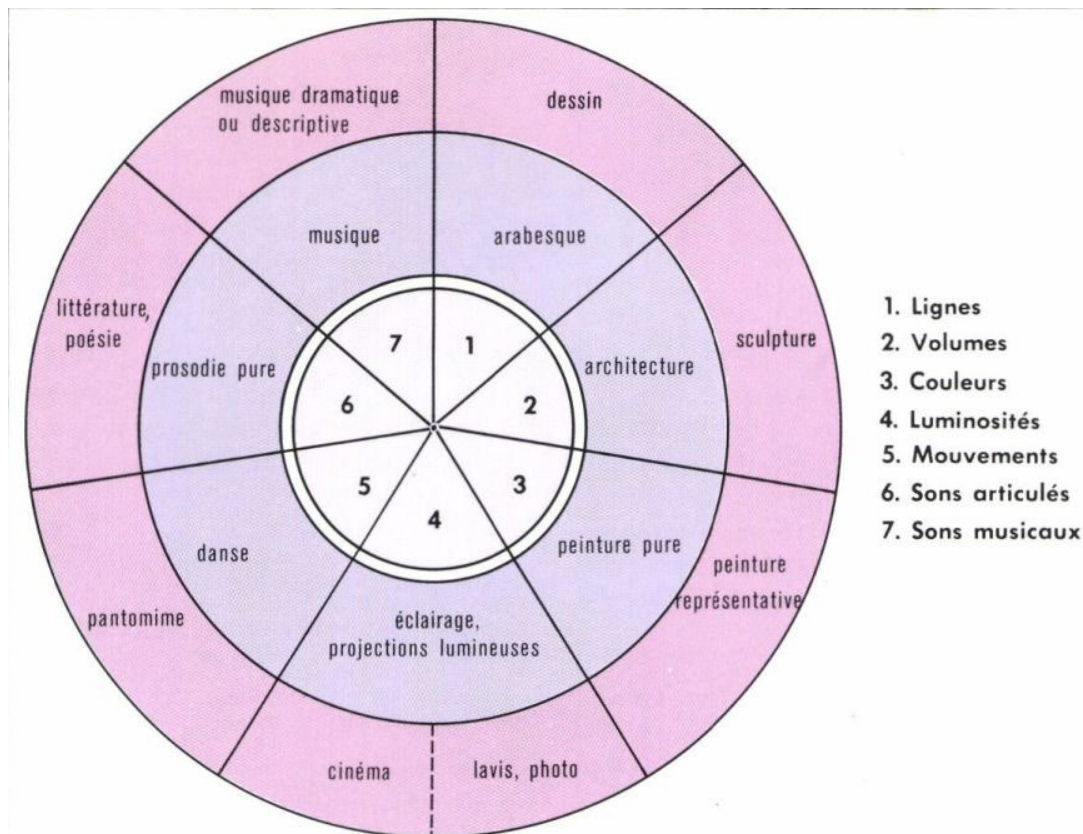 musique dramatique
ou descriptive
dessin
musique
arabesque
littérature,
poésie
sculpture
prosodie pure
architecture
7
1
6
2
5
3
4
danse
peinture pure
pantomime
peinture
représentative
éclairage,
projections lumineuses
cinéma
lavis, photo
1. Lignes
2. Volumes
3. Couleurs
4. Luminosités
5. Mouvements
6. Sons articulés
7. Sons musicaux